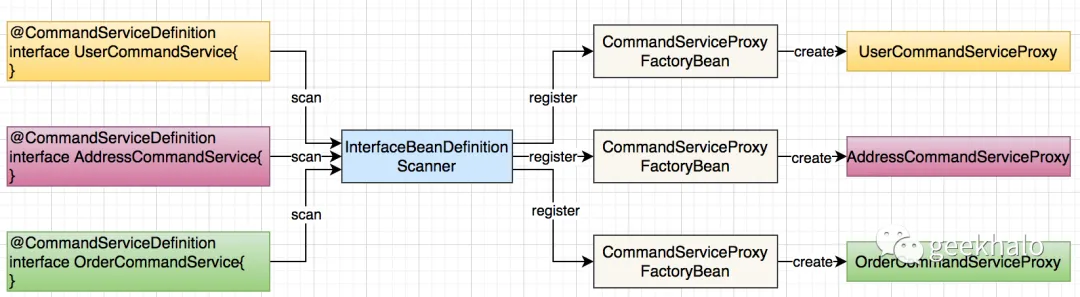 @CommandServiceDefinition
interface UserCommandService{
}
scan
@CommandServiceDefinition
interface AddressCommandService{
}
scan
@CommandServiceDefinition
interface OrderCommandService{
}
scan
InterfaceBeanDefinition
Scanner
register
register
register
CommandServiceProxy
FactoryBean
create
UserCommandServiceProxy
CommandServiceProxy
FactoryBean
create
AddressCommandServiceProxy
CommandServiceProxy
FactoryBean
create
OrderCommandServiceProxy
geekhalo